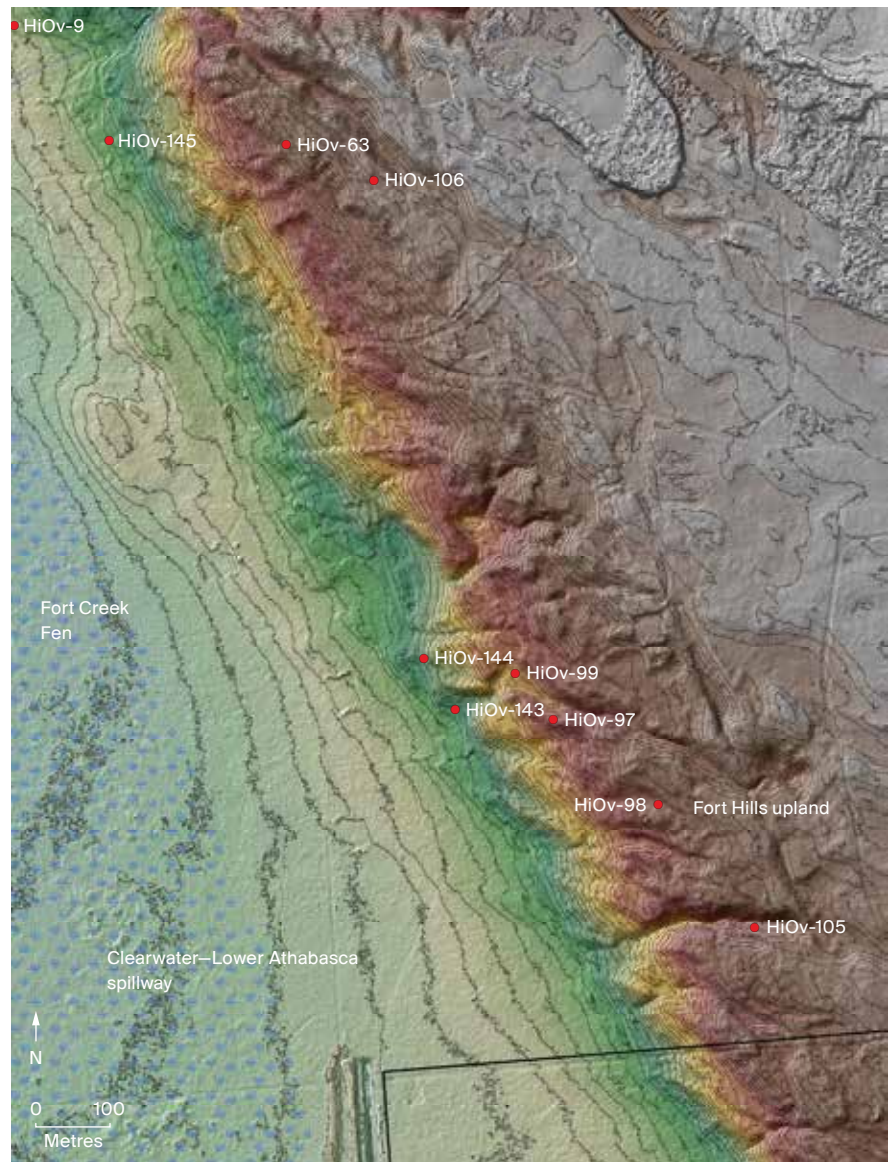 HiOv-9
HiOv-145
HiOv-63
HiOv-106
Fort Creek
Fen
HiOv-144
HiOv-99
HiOv-143
HiOv-97
HiOv-98
Fort Hills upland
HiOv-105
Clearwater—Lower Athabasca
spillway
N
0 100
Metres